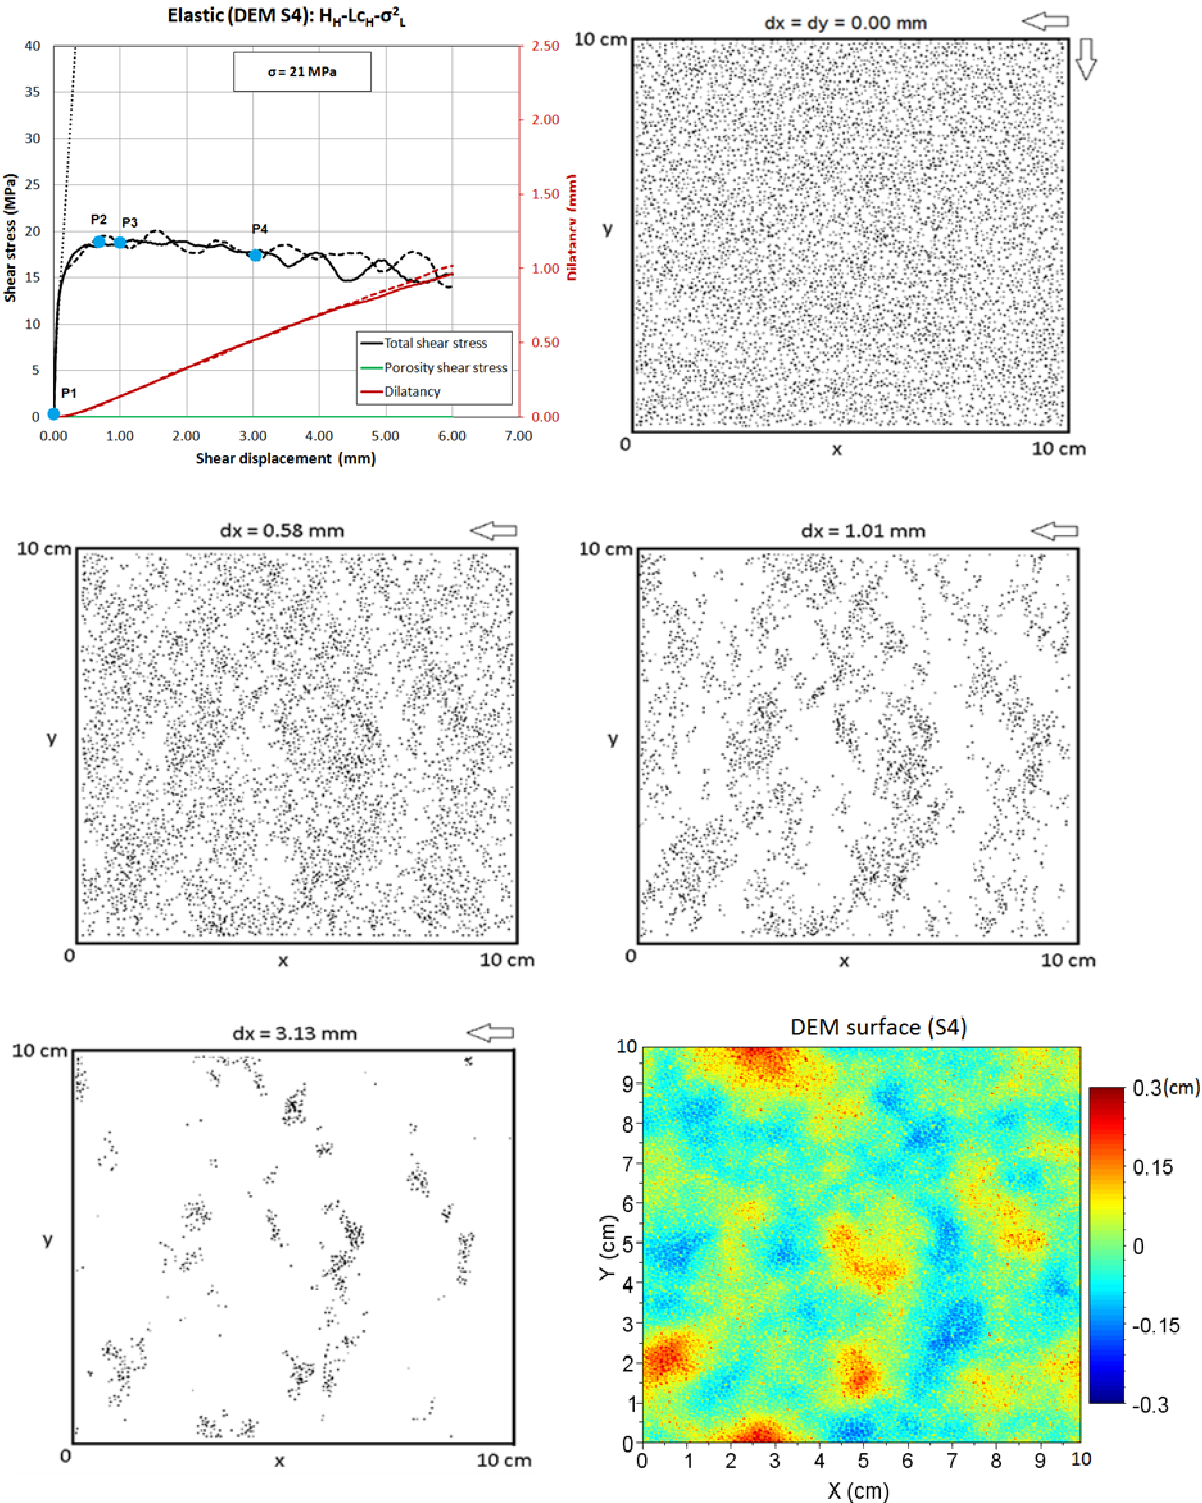 Elastic (DEM S4): H_H-Lc_H-σ²_L
σ = 21 MPa
40
35
30
25
20
15
10
5
0
Shear stress (MPa)
2.50
2.00
1.50
1.00
0.50
0.00
Dilatancy (mm)
P1
P2
P3
P4
Total shear stress
Porosity shear stress
Dilatancy
0.00 1.00 2.00 3.00 4.00 5.00 6.00 7.00
Shear displacement (mm)
dx = dy = 0.00 mm
10 cm
y
0
x
10 cm
dx = 0.58 mm
10 cm
y
0
x
10 cm
dx = 1.01 mm
10 cm
y
0
x
10 cm
dx = 3.13 mm
10 cm
y
0
x
10 cm
DEM surface (S4)
10
9
8
7
6
5
4
3
2
1
0
Y (cm)
0 1 2 3 4 5 6 7 8 9 10
X (cm)
0.3 (cm)
0.15
0
-0.15
-0.3